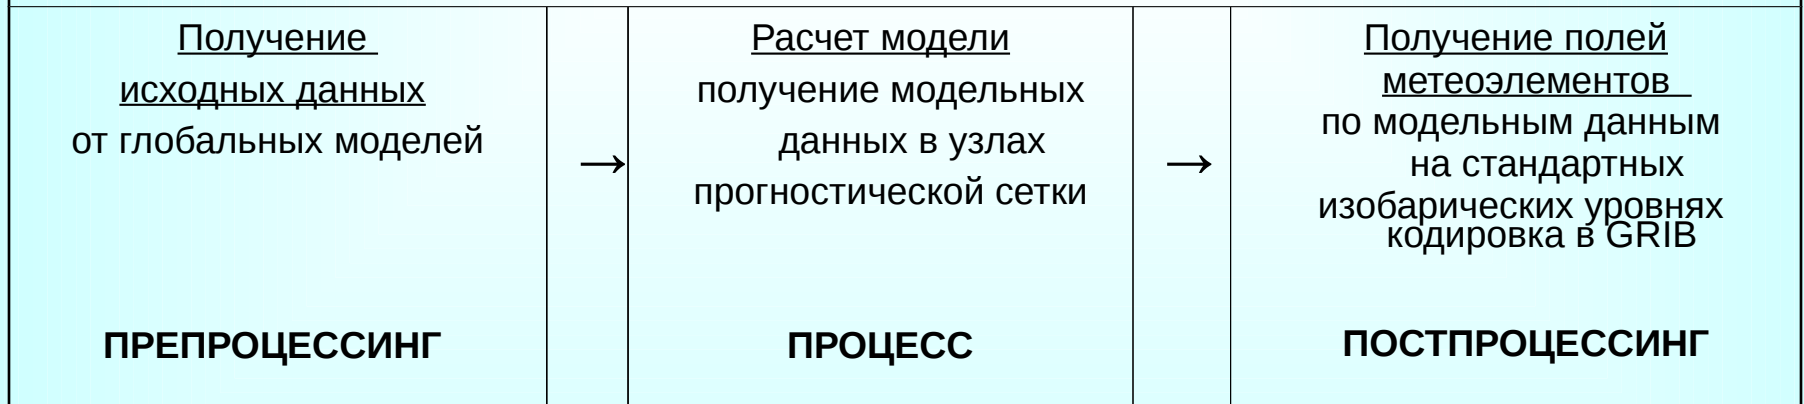 Получение
исходных данных
от глобальных моделей
ПРЕПРОЦЕССИНГ
→
Расчет модели
получение модельных
данных в узлах
прогностической сетки
ПРОЦЕСС
→
Получение полей
метеоэлементов
по модельным данным
на стандартных
изобарических уровнях
кодировка в GRIB
ПОСТПРОЦЕССИНГ